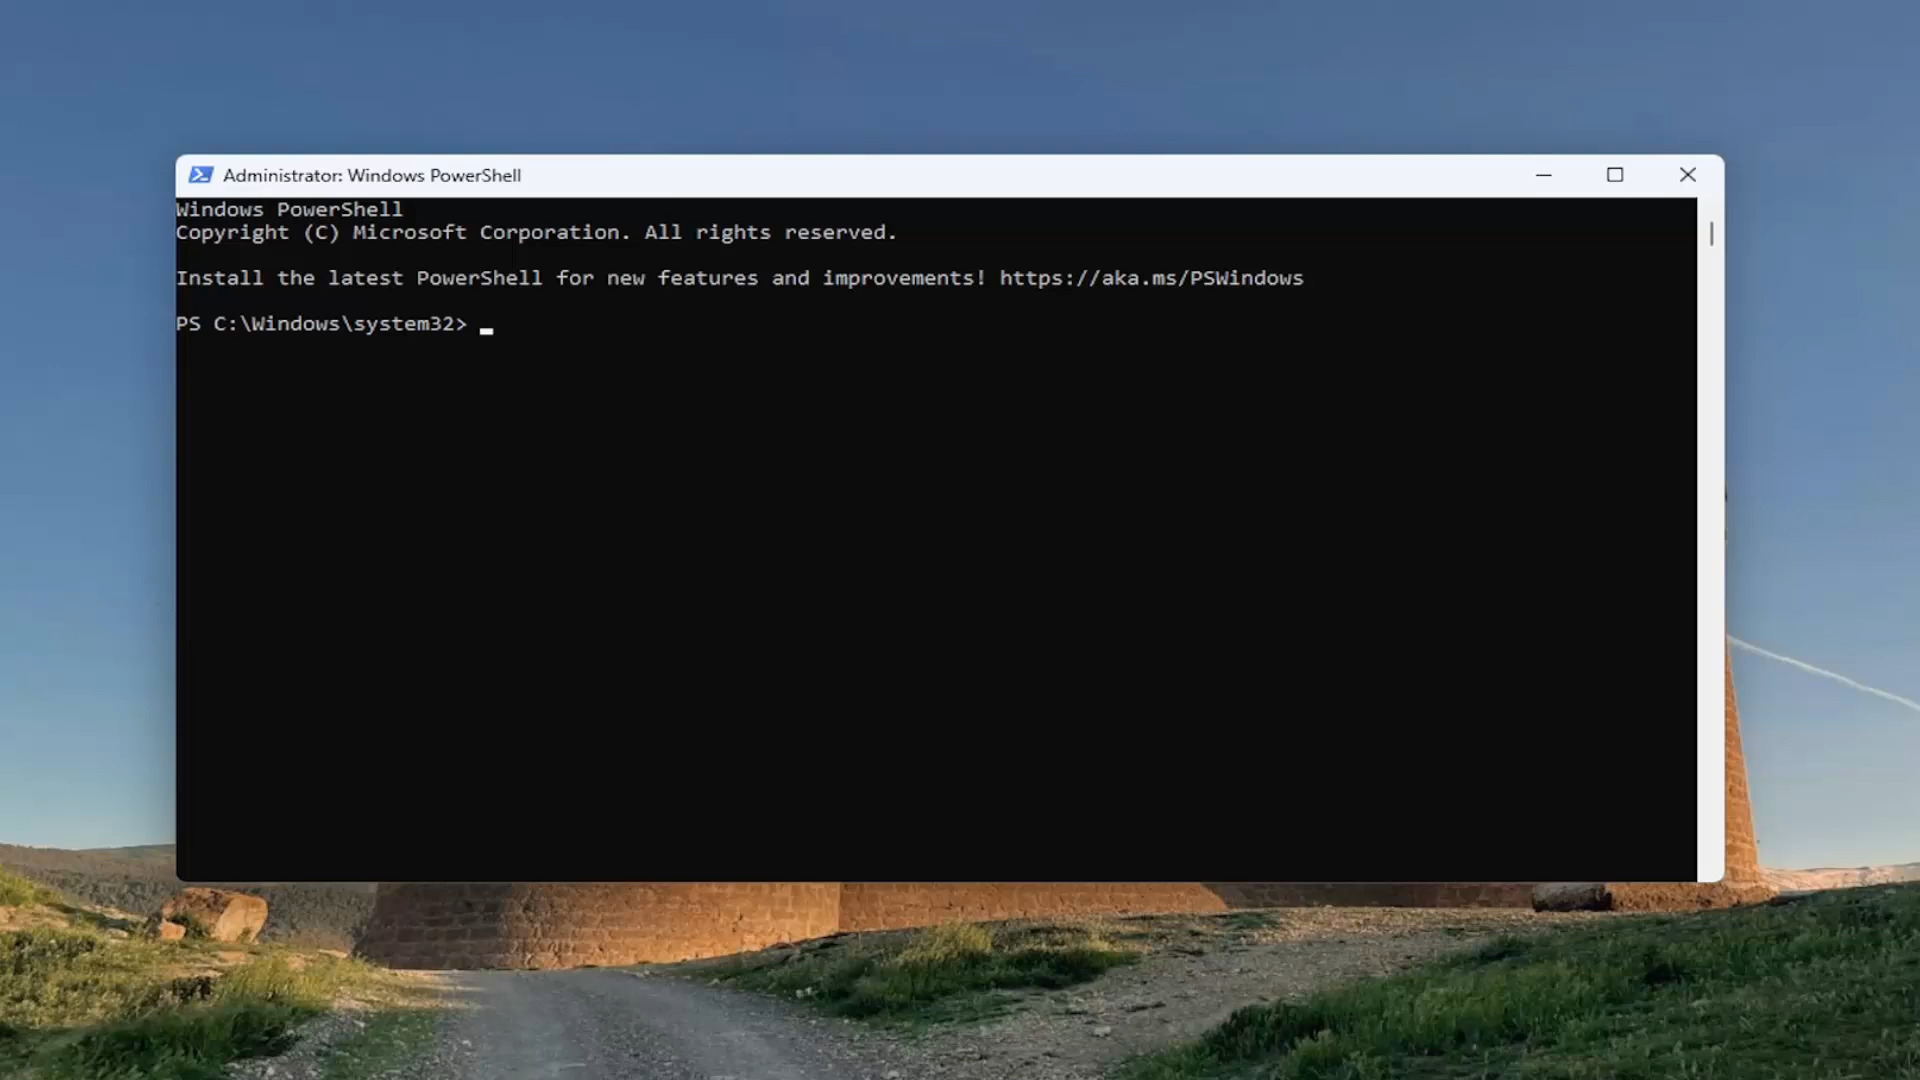 Administrator: Windows PowerShell
Windows PowerShell
Copyright (C) Microsoft Corporation. All rights reserved.
Install the latest PowerShell for new features and improvements! https://aka.ms/PSWindows
PS C:\Windows\system32>